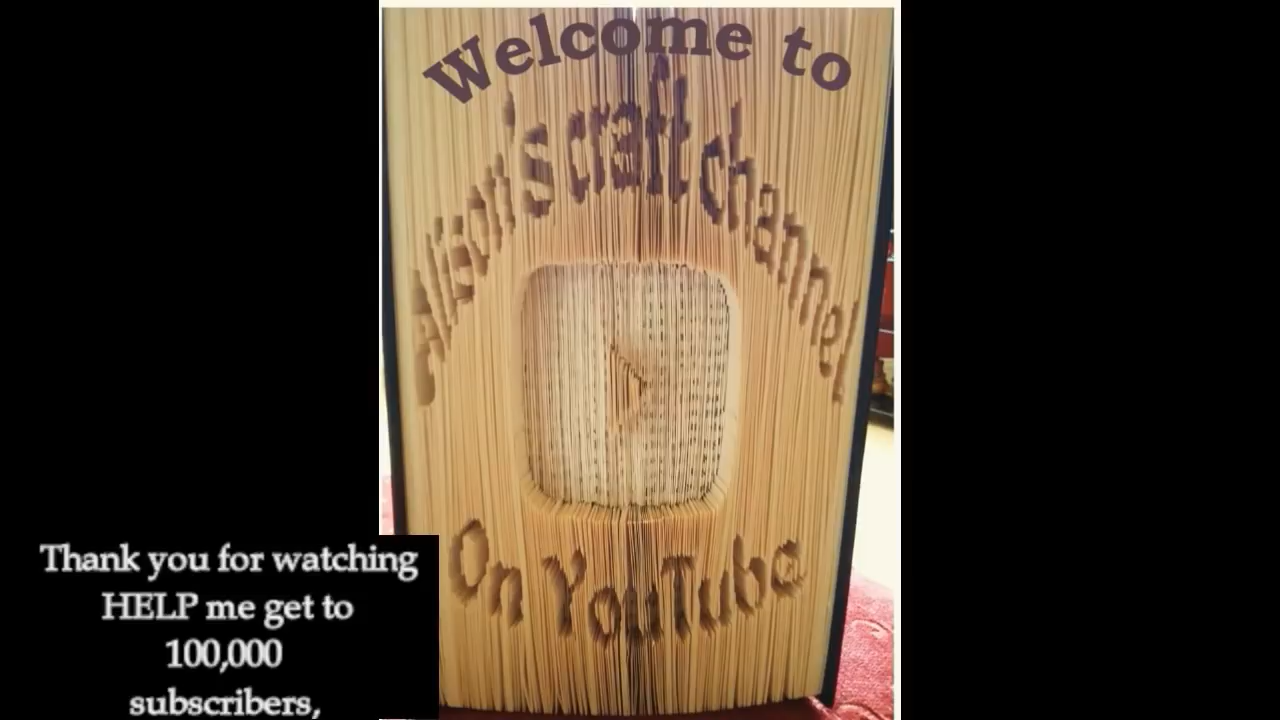 Welcome to
Alison's craft channel
On YouTube
Thank you for watching
HELP me get to
100,000
subscribers,